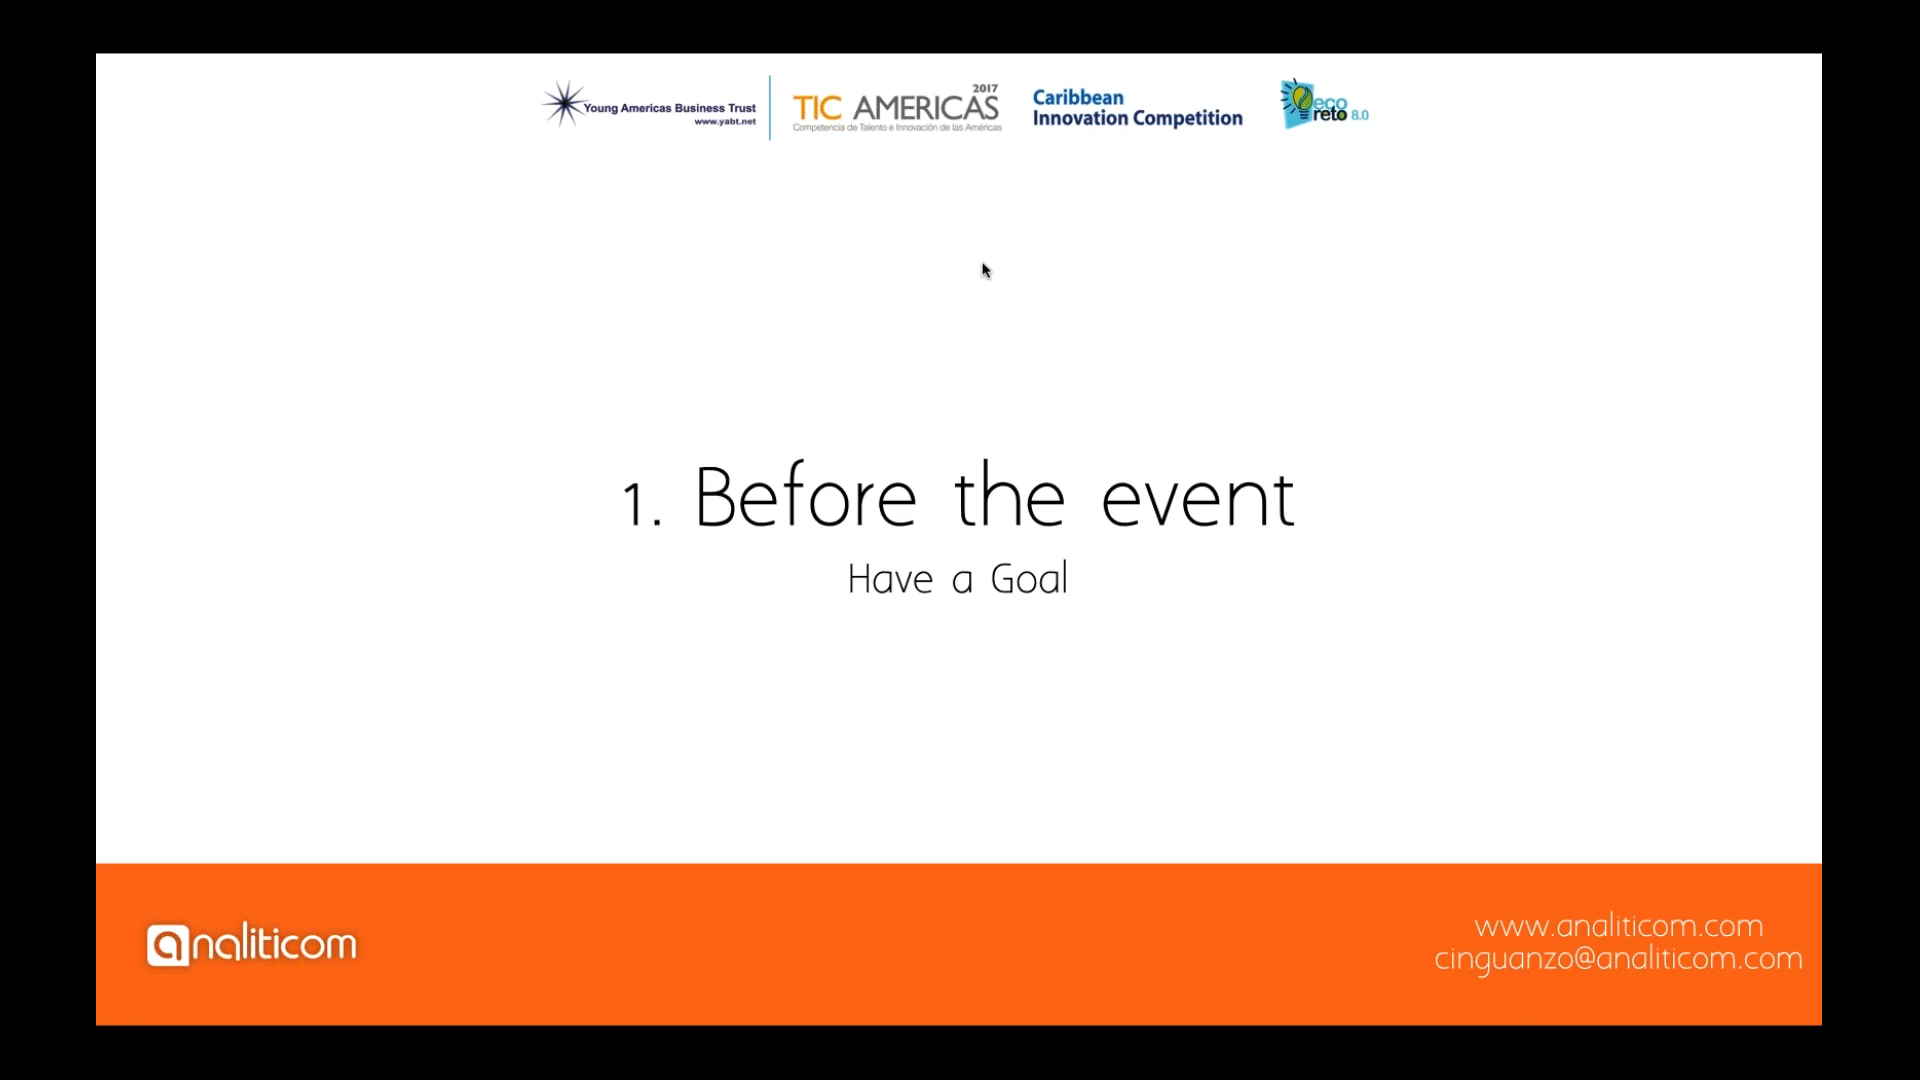 Young Americas Business Trust
www.yabt.net
2017
TIC AMERICAS
Competencia de Talento e Innovación de las Américas
Caribbean
Innovation Competition
eco
reto 8.0
1. Before the event
Have a Goal
analiticom
www.analiticom.com
cinguanzo@analiticom.com